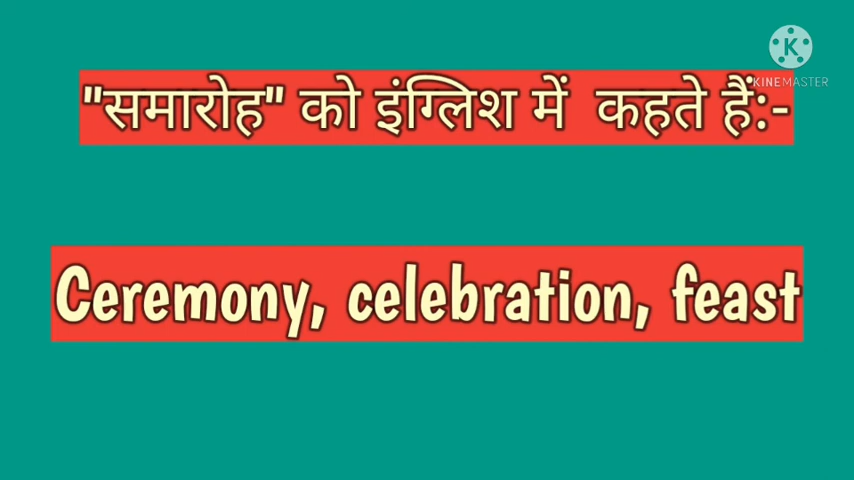 KINEMASTER
"समारोह" को इंग्लिश में कहते हैं:-
Ceremony, celebration, feast